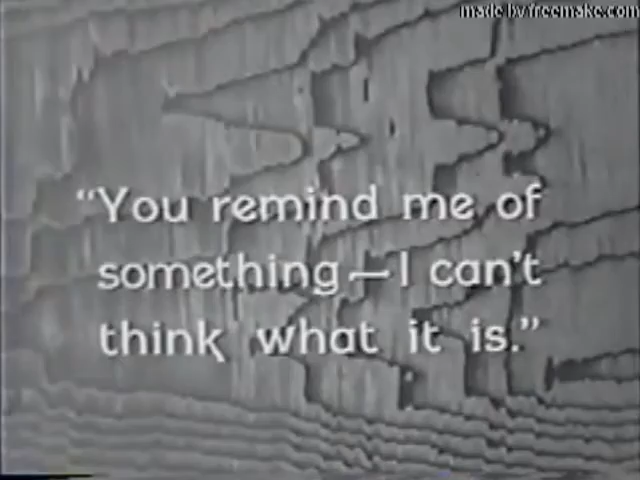 made by freemake.com
“You remind me of
something—I can't
think what it is.”